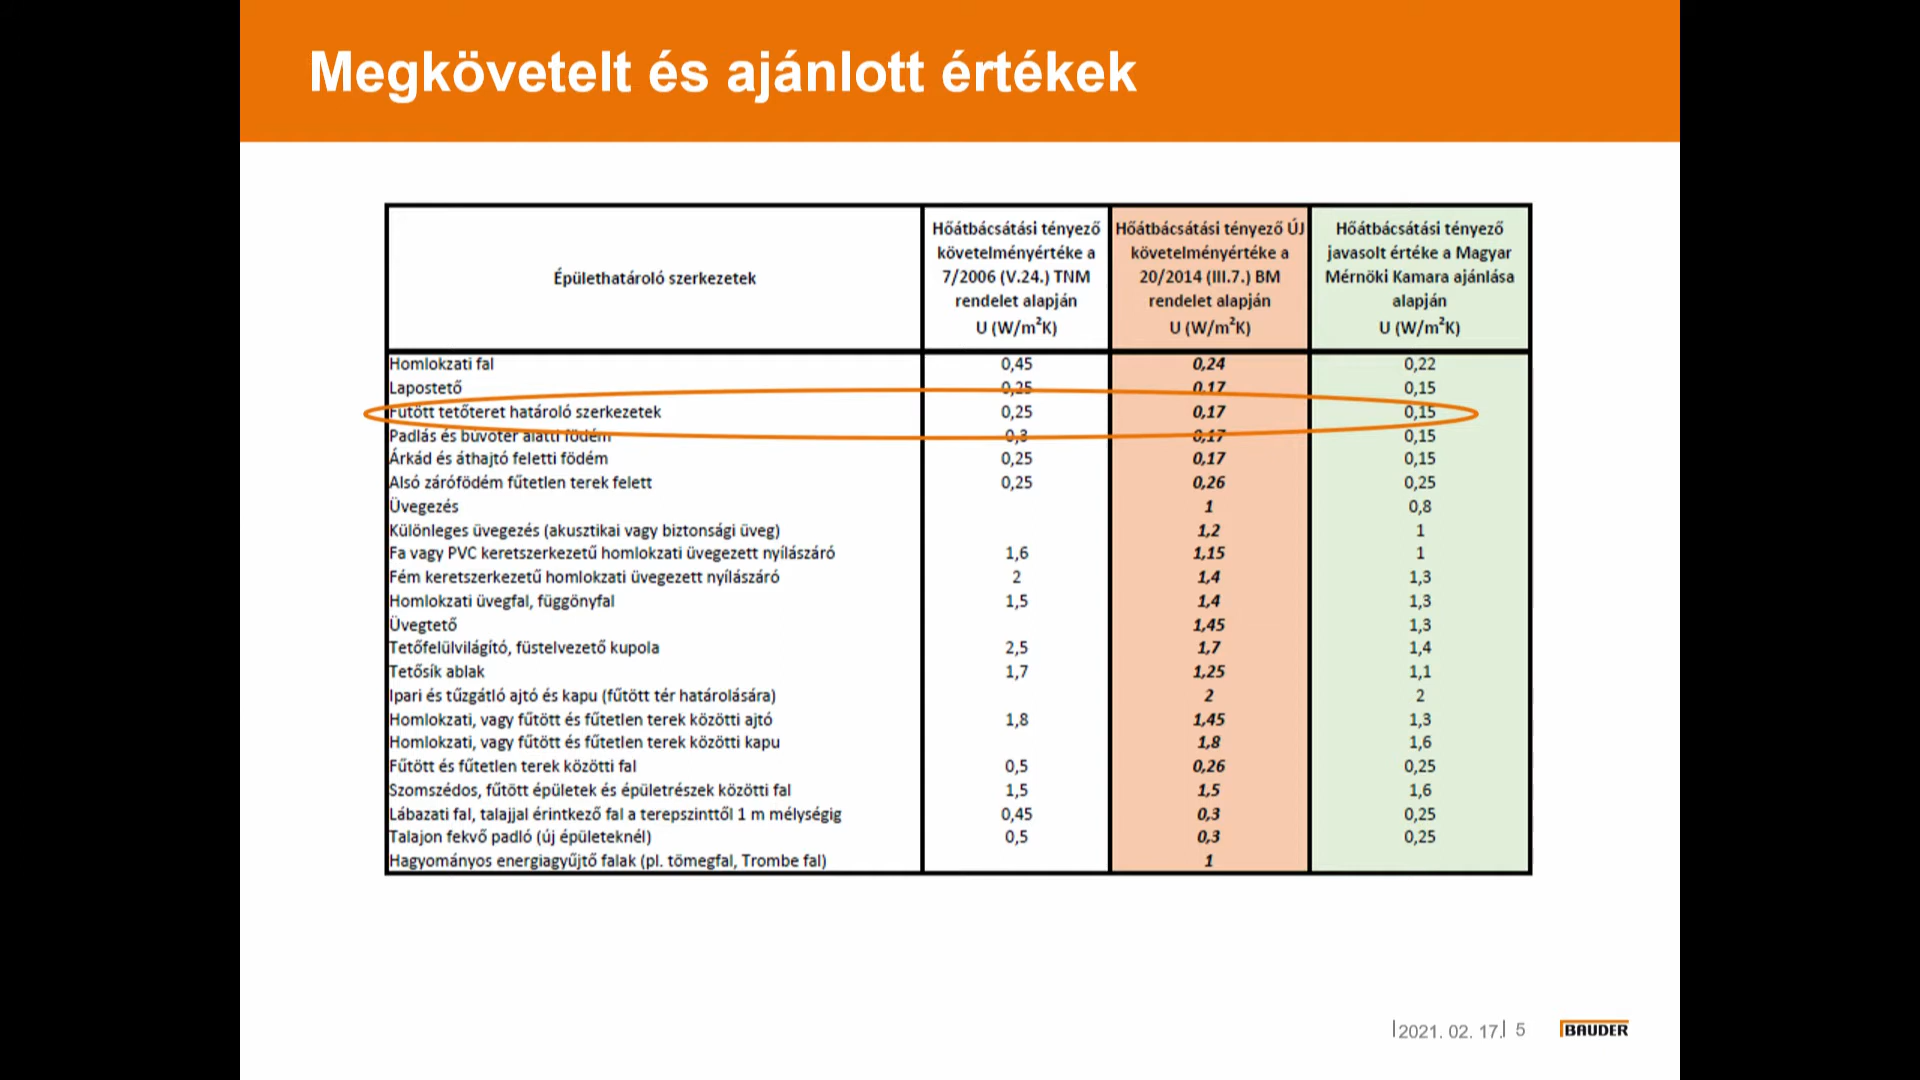 Megkövetelt és ajánlott értékek
Épülethatároló szerkezetek
Hőátbácsátási tényező
követelményértéke a
7/2006 (V.24.) TNM
rendelet alapján
U (W/m²K)
Hőátbácsátási tényező ÚJ
követelményértéke a
20/2014 (III.7.) BM
rendelet alapján
U (W/m²K)
Hőátbácsátási tényező
javasolt értéke a Magyar
Mérnöki Kamara ajánlása
alapján
U (W/m²K)
Homlokzati fal 0,45 0,24 0,22
Lapostető 0,25 0,17 0,15
Fűtött tetőteret határoló szerkezetek 0,25 0,17 0,15
Padlás és búvótér alatti födém 0,3 0,17 0,15
Árkád és áthajtó feletti födém 0,25 0,17 0,15
Alsó zárófödém fűtetlen terek felett 0,25 0,26 0,25
Üvegezés 1 0,8
Különleges üvegezés (akusztikai vagy biztonsági üveg) 1,2 1
Fa vagy PVC keretszerkezetű homlokzati üvegezett nyílászáró 1,6 1,15 1
Fém keretszerkezetű homlokzati üvegezett nyílászáró 2 1,4 1,3
Homlokzati üvegfal, függönyfal 1,5 1,4 1,3
Üvegtető 1,45 1,3
Tetőfelülvilágító, füstelvezető kupola 2,5 1,7 1,4
Tetősík ablak 1,7 1,25 1,1
Ipari és tűzgátló ajtó és kapu (fűtött tér határolására) 2 2
Homlokzati, vagy fűtött és fűtetlen terek közötti ajtó 1,8 1,45 1,3
Homlokzati, vagy fűtött és fűtetlen terek közötti kapu 1,8 1,6
Fűtött és fűtetlen terek közötti fal 0,5 0,26 0,25
Szomszédos, fűtött épületek és épületrészek közötti fal 1,5 1,5 1,6
Lábazati fal, talajjal érintkező fal a terepszinttől 1 m mélységig 0,45 0,3 0,25
Talajon fekvő padló (új épületeknél) 0,5 0,3 0,25
Hagyományos energiagyűjtő falak (pl. tömegfal, Trombe fal) 1
2021. 02. 17. 5 BAUDER